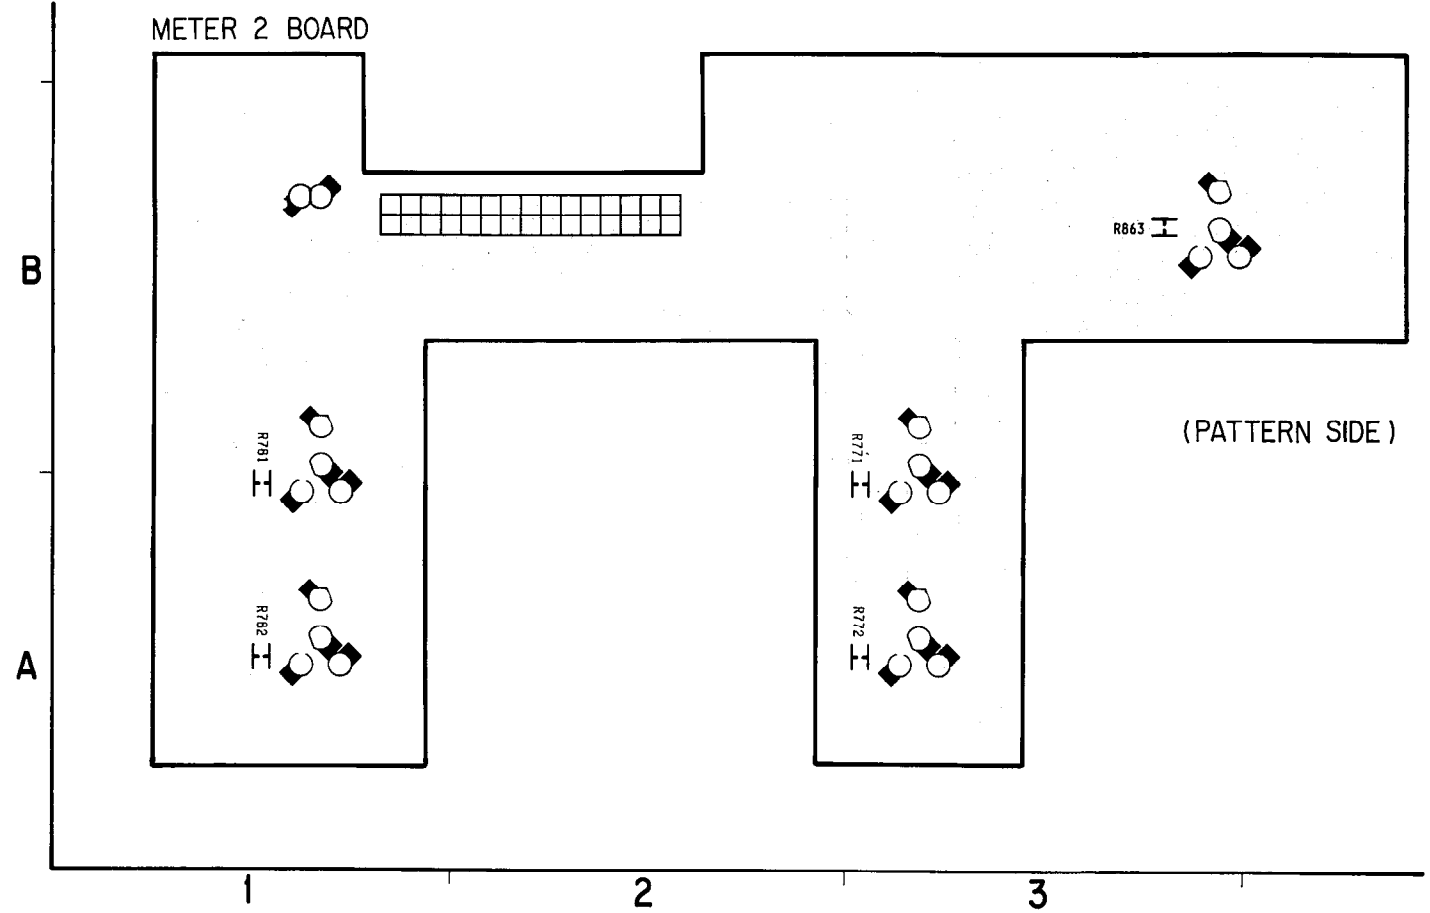 METER 2 BOARD
B
R863
R781
R771
(PATTERN SIDE)
R782
R772
A
1
2
3